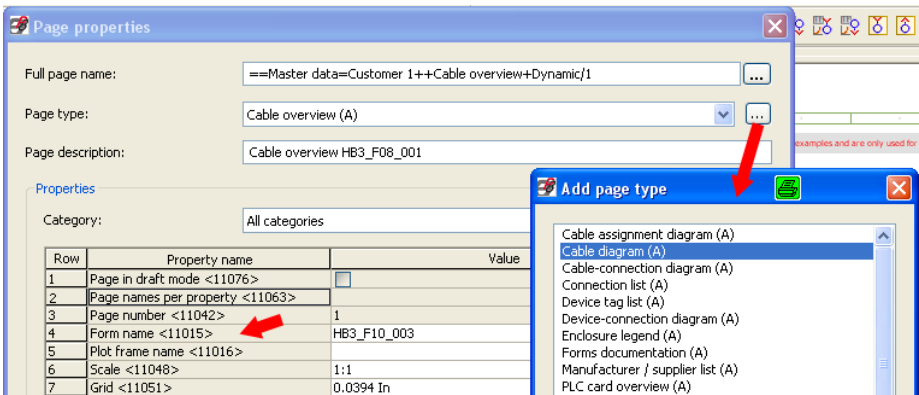 Page properties
Full page name:
==Master data=Customer 1++Cable overview+Dynamic/1
...
Page type:
Cable overview (A)
...
Page description:
Cable overview HB3_F08_001
examples and are only used for
Properties
Category:
All categories
Row Property name Value
1 Page in draft mode <11076>
2 Page names per property <11063>
3 Page number <11042> 1
4 Form name <11015> HB3_F10_003
5 Plot frame name <11016>
6 Scale <11048> 1:1
7 Grid <11051> 0.0394 In
Add page type
Cable assignment diagram (A)
Cable diagram (A)
Cable-connection diagram (A)
Connection list (A)
Device tag list (A)
Device-connection diagram (A)
Enclosure legend (A)
Forms documentation (A)
Manufacturer / supplier list (A)
PLC card overview (A)